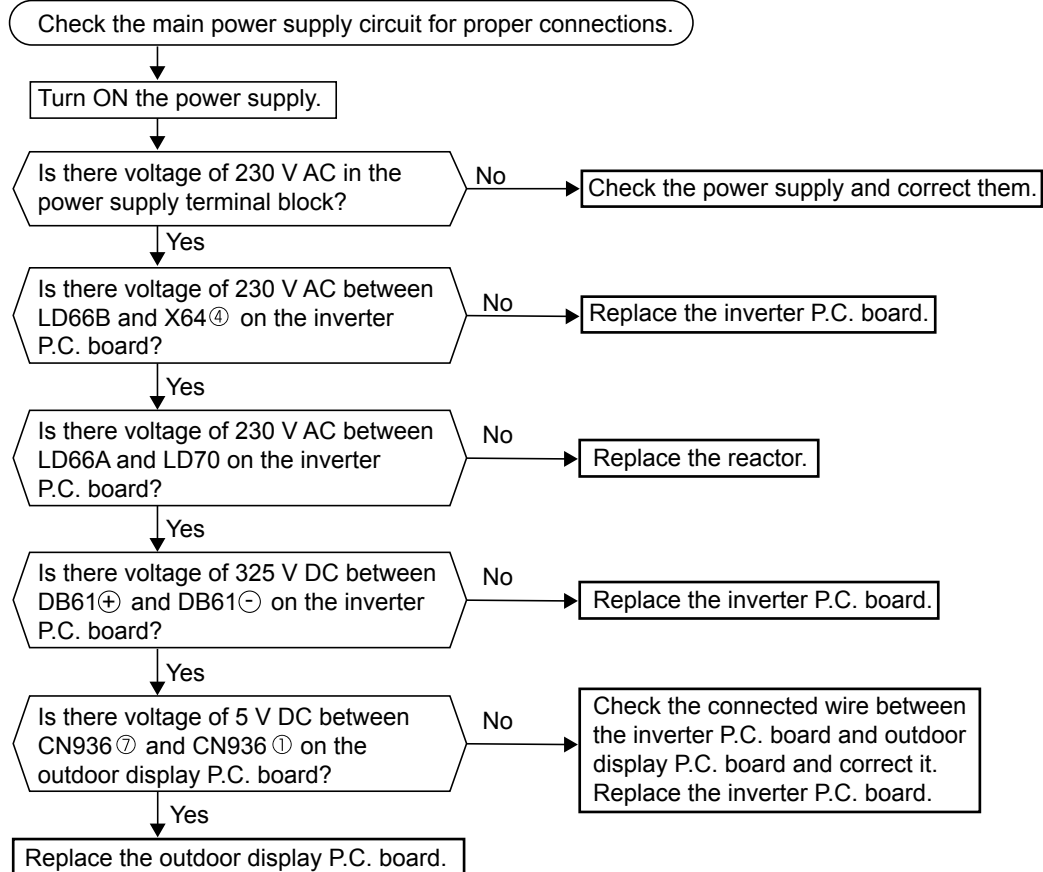 Check the main power supply circuit for proper connections.
Turn ON the power supply.
Is there voltage of 230 V AC in the
power supply terminal block?
No
Check the power supply and correct them.
Yes
Is there voltage of 230 V AC between
LD66B and X64④ on the inverter
P.C. board?
No
Replace the inverter P.C. board.
Yes
Is there voltage of 230 V AC between
LD66A and LD70 on the inverter
P.C. board?
No
Replace the reactor.
Yes
Is there voltage of 325 V DC between
DB61⊕ and DB61⊖ on the inverter
P.C. board?
No
Replace the inverter P.C. board.
Yes
Is there voltage of 5 V DC between
CN936⑦ and CN936① on the
outdoor display P.C. board?
No
Check the connected wire between
the inverter P.C. board and outdoor
display P.C. board and correct it.
Replace the inverter P.C. board.
Yes
Replace the outdoor display P.C. board.